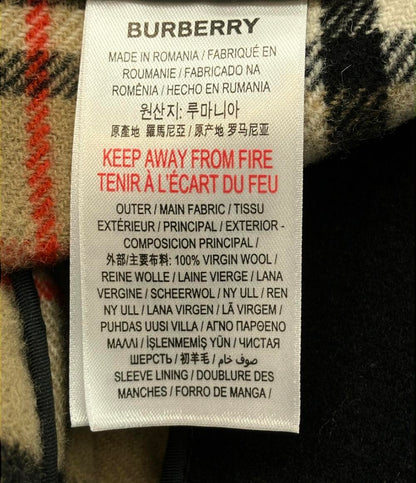 BURBERRY
MADE IN ROMANIA / FABRIQUÉ EN
ROUMANIE / FABRICADO NA
ROMÊNIA / HECHO EN RUMANIA
원산지: 루마니아
原產地 羅馬尼亞 / 原产地 罗马尼亚
KEEP AWAY FROM FIRE
TENIR À L'ÉCART DU FEU
OUTER / MAIN FABRIC / TISSU
EXTÉRIEUR / PRINCIPAL / EXTERIOR -
COMPOSICION PRINCIPAL /
外部/主要布料: 100% VIRGIN WOOL /
REINE WOLLE / LAINE VIERGE / LANA
VERGINE / SCHEERWOL / NY ULL / REN
NY ULL / LANA VIRGEN / LÃ VIRGEM /
PUHDAS UUSI VILLA / ΑΓΝΟ ΠΑΡΘΕΝΟ
ΜΑΛΛΙ / İŞLENMEMİŞ YÜN / ЧИСТАЯ
ШЕРСТЬ / 初羊毛 / صوف خام /
SLEEVE LINING / DOUBLURE DES
MANCHES / FORRO DE MANGA /